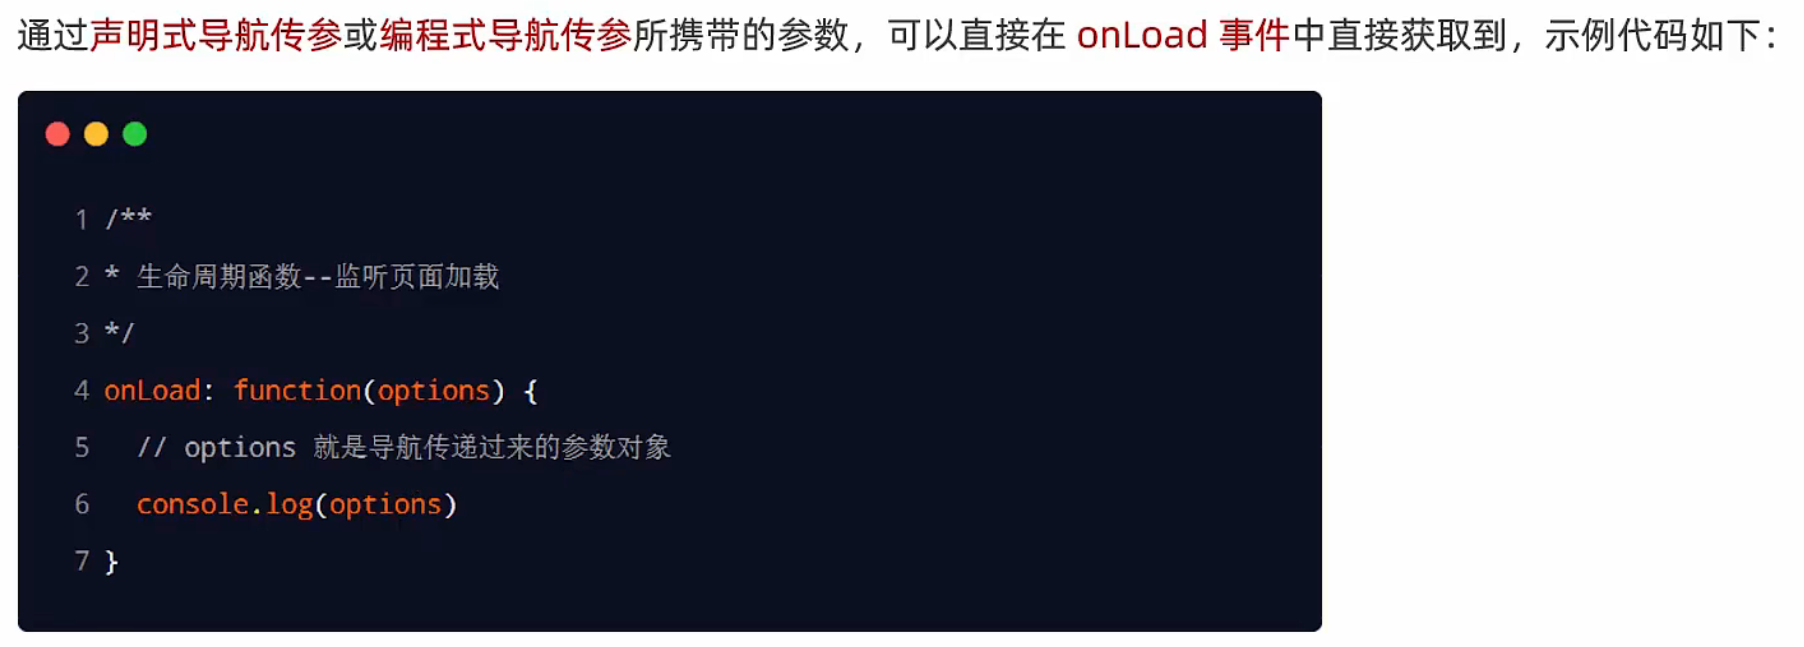 通过声明式导航传参或编程式导航传参所携带的参数，可以直接在 onLoad 事件中直接获取到，示例代码如下：
1 /**
2 * 生命周期函数--监听页面加载
3 */
4 onLoad: function(options) {
5   // options 就是导航传递过来的参数对象
6   console.log(options)
7 }